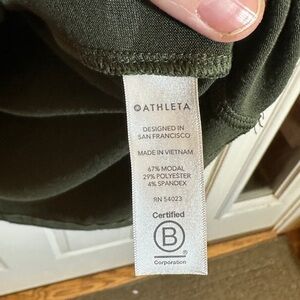 ATHLETA
DESIGNED IN
SAN FRANCISCO
MADE IN VIETNAM
67% MODAL
29% POLYESTER
4% SPANDEX
RN 54023
Certified
B
Corporation